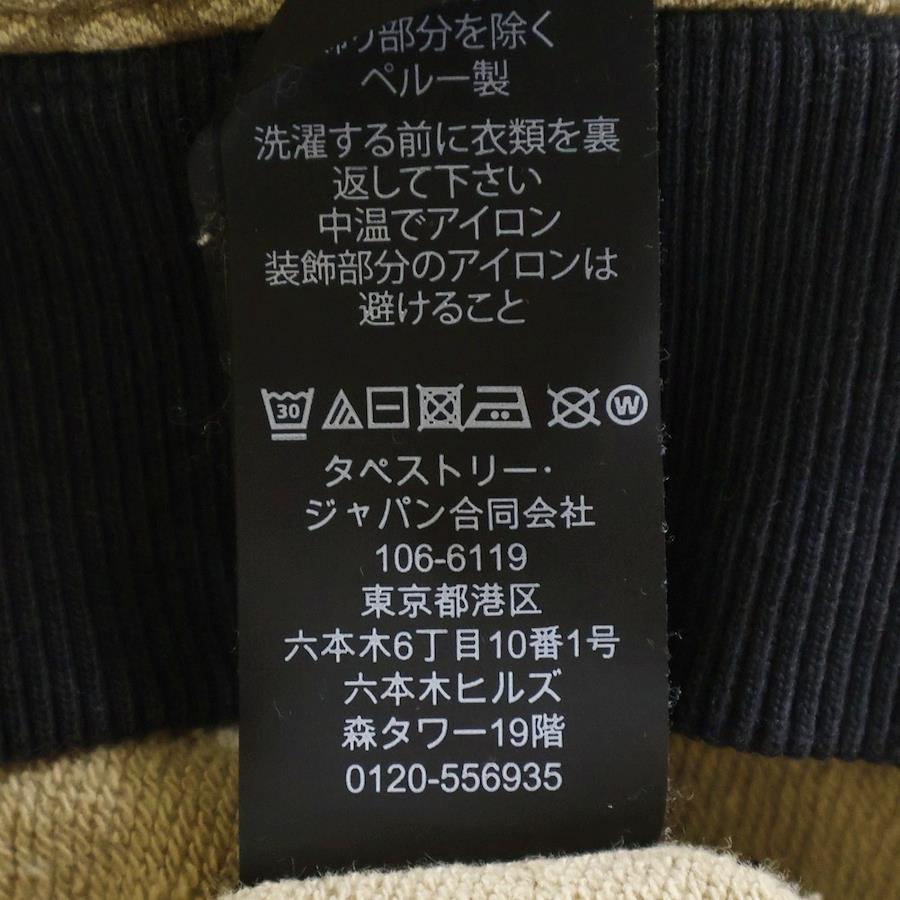 飾り部分を除く
ペルー製
洗濯する前に衣類を裏
返して下さい
中温でアイロン
装飾部分のアイロンは
避けること
30
W
タペストリー・
ジャパン合同会社
106-6119
東京都港区
六本木6丁目10番1号
六本木ヒルズ
森タワー19階
0120-556935